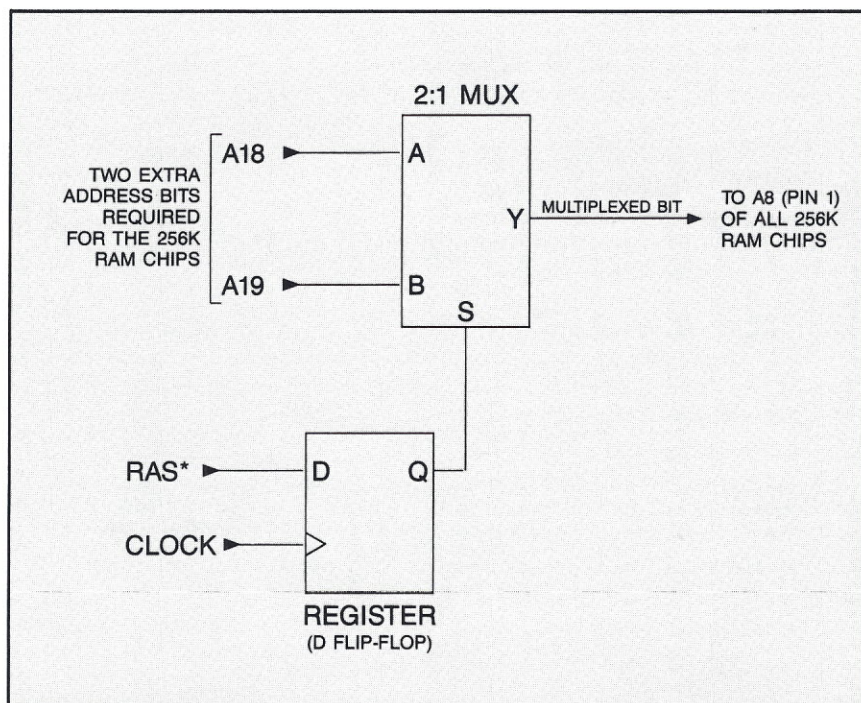 2:1 MUX
TWO EXTRA
ADDRESS BITS
REQUIRED
FOR THE 256K
RAM CHIPS
A18
A
A19
B
S
Y
MULTIPLEXED BIT
TO A8 (PIN 1)
OF ALL 256K
RAM CHIPS
RAS*
D
Q
CLOCK
REGISTER
(D FLIP-FLOP)